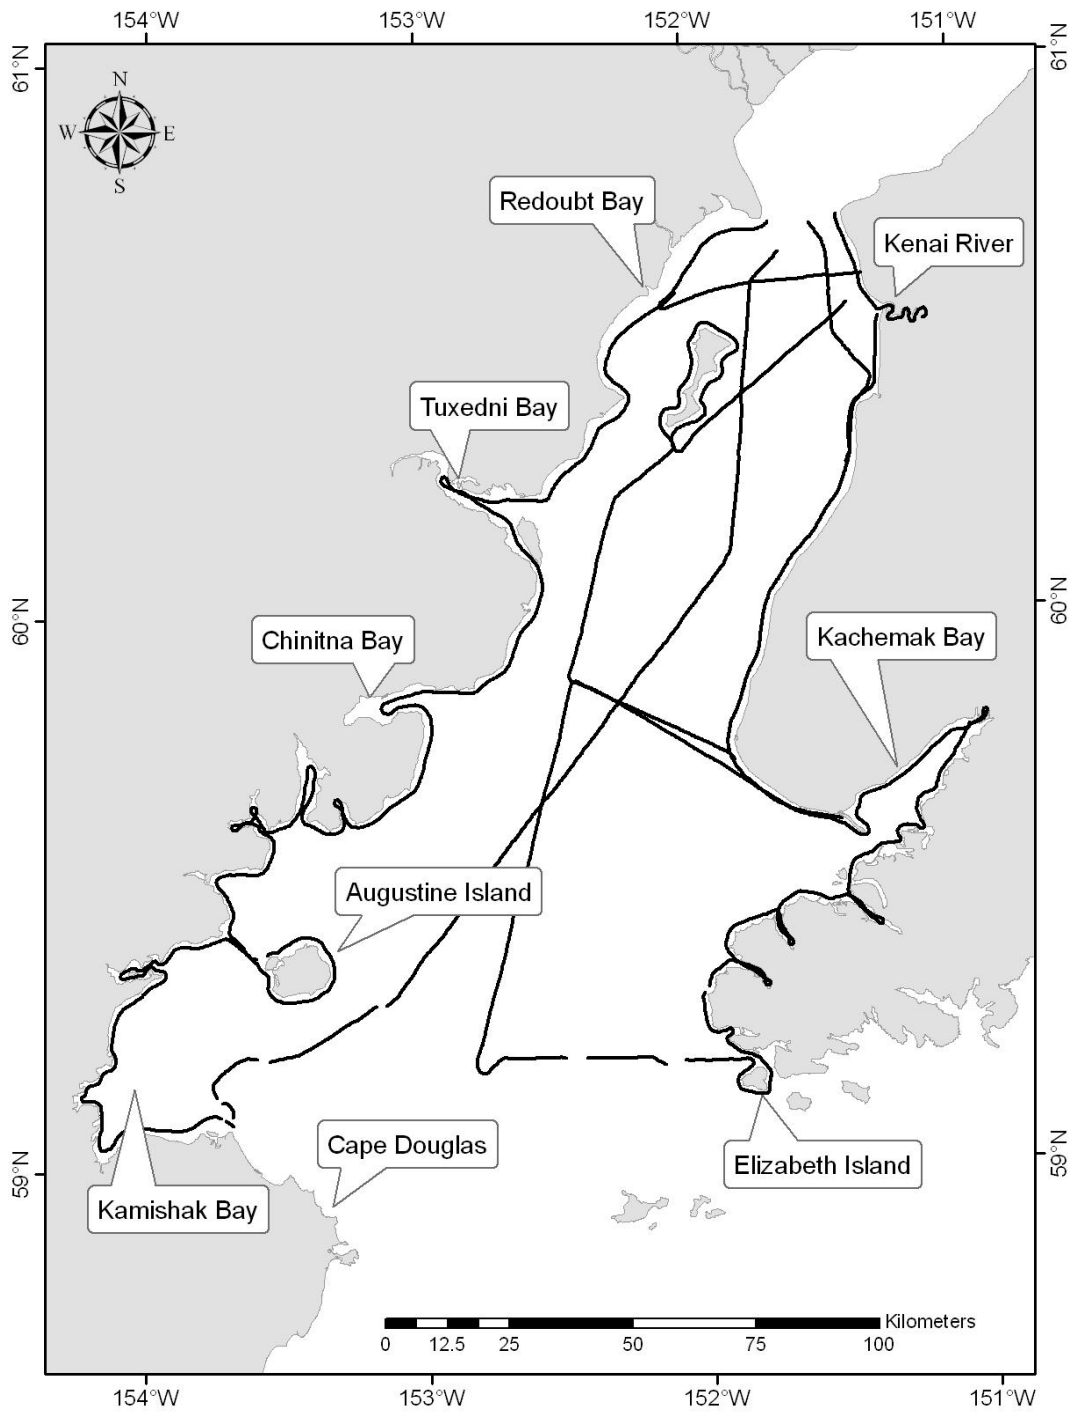 154°W 153°W 152°W 151°W
61°N
61°N
N
W E
S
Redoubt Bay
Kenai River
Tuxedni Bay
60°N
60°N
Chinitna Bay
Kachemak Bay
Augustine Island
Cape Douglas
59°N
59°N
Elizabeth Island
Kamishak Bay
Kilometers
0 12.5 25 50 75 100
154°W 153°W 152°W 151°W